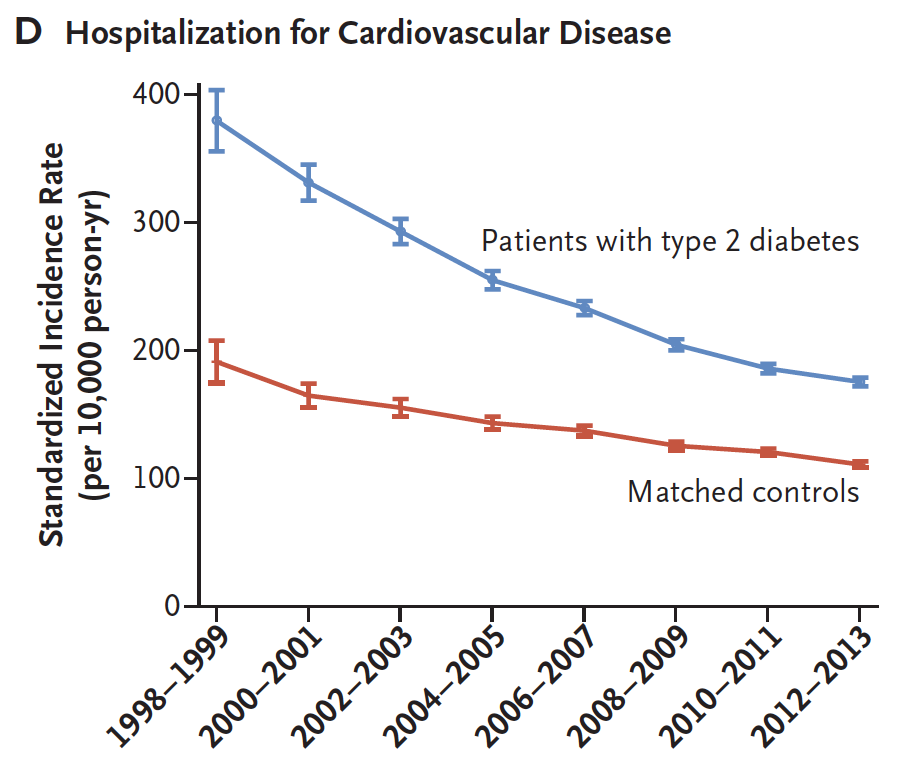 D Hospitalization for Cardiovascular Disease
Standardized Incidence Rate
(per 10,000 person-yr)
400
300
200
100
0
Patients with type 2 diabetes
Matched controls
1998–1999
2000–2001
2002–2003
2004–2005
2006–2007
2008–2009
2010–2011
2012–2013